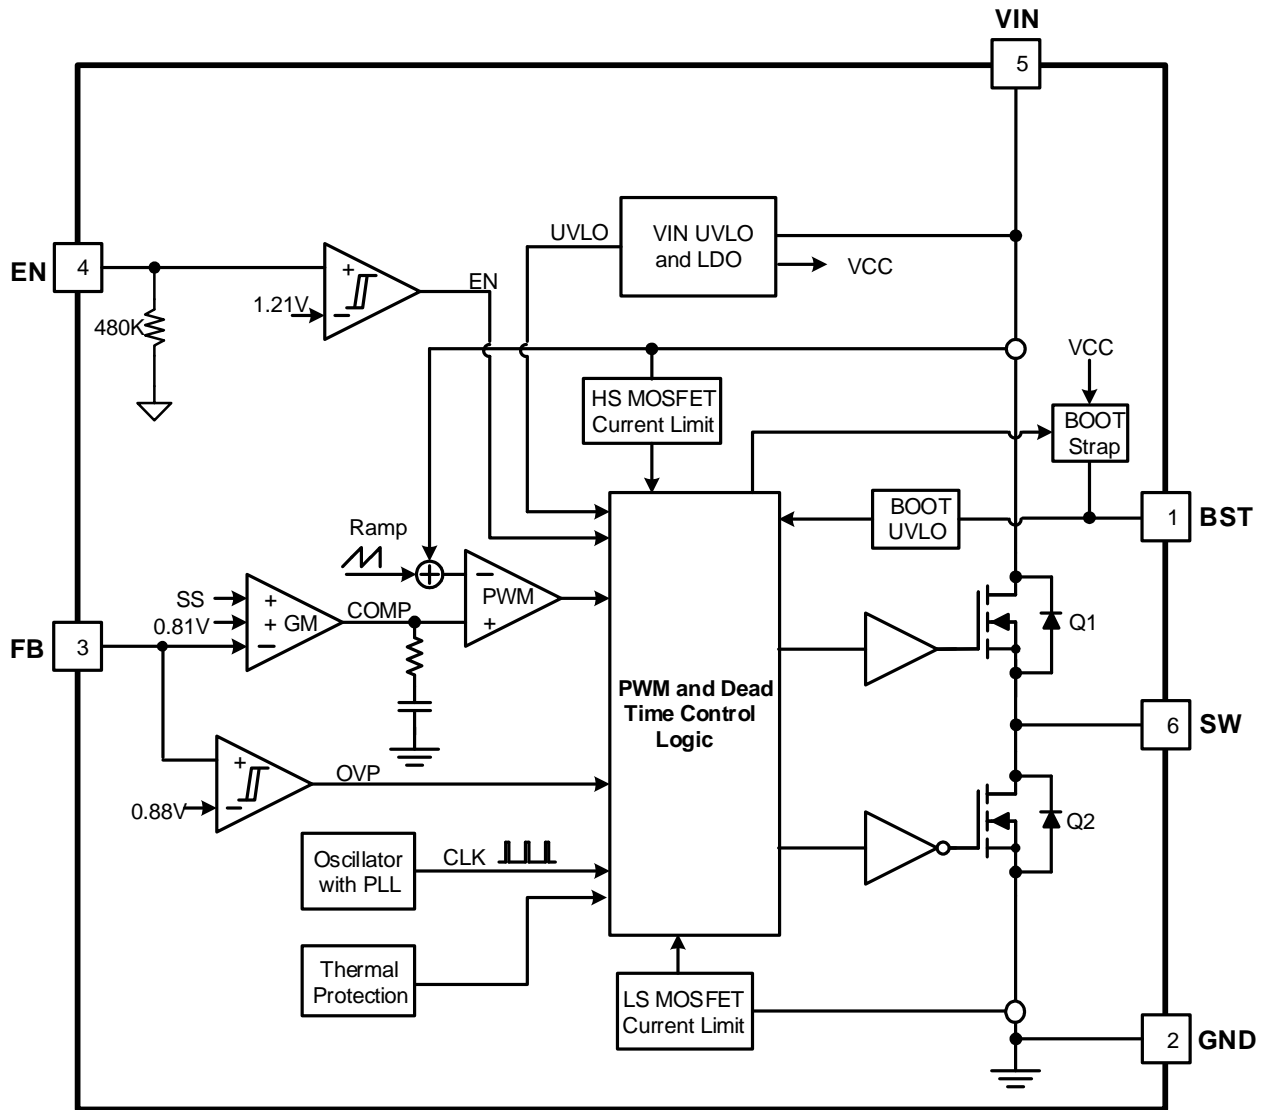 VIN
5
UVLO
VIN UVLO
and LDO
VCC
EN
4
+
−
EN
1.21V
480K
HS MOSFET
Current Limit
VCC
BOOT
Strap
BOOT
UVLO
1
BST
Ramp
+
−
PWM
+
SS
0.81V
+
+ GM
−
COMP
FB
3
Q1
PWM and Dead
Time Control
Logic
6
SW
+
−
0.88V
OVP
Q2
Oscillator
with PLL
CLK
Thermal
Protection
LS MOSFET
Current Limit
2
GND